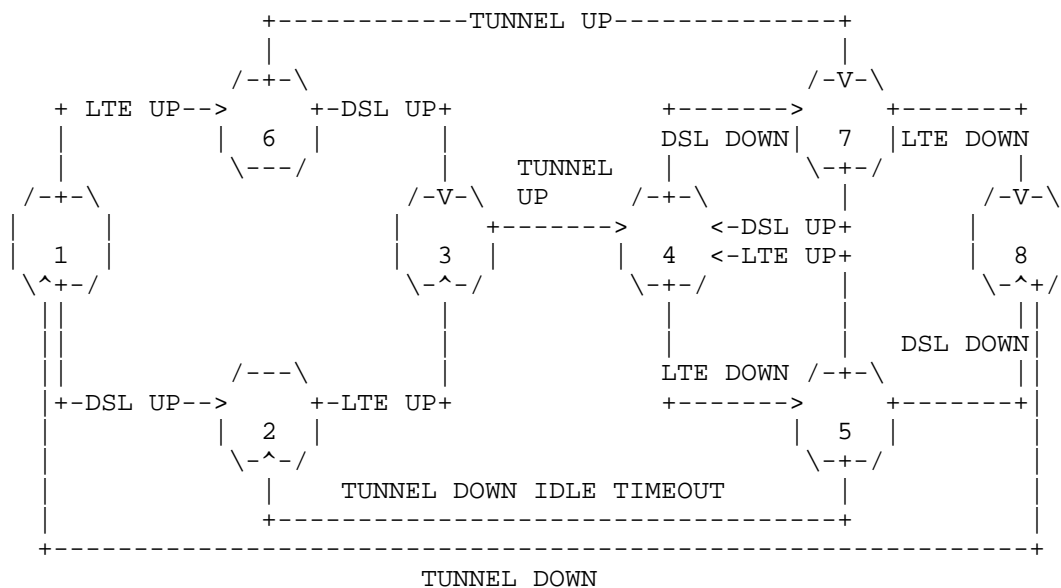 +------------TUNNEL UP--------------+
                     |                                   |
                   /-+-\                               /-V-\
        + LTE UP-->     +-DSL UP+            +------->     +-------+
        |         |  6  |       |            DSL DOWN|  7  |LTE DOWN
        |          \---/        |   TUNNEL   |         \-+-/       |
      /-+-\                   /-V-\ UP     /-+-\         |       /-V-\
     |     |                 |     +------->     <-DSL UP+      |     |
     |  1  |                 |  3  |      |  4  <-LTE UP+       |  8  |
      \^+-/                   \-^-/        \-+-/         |       \-^+/
       ||                       |            |           |         ||
       ||                       |            |           | DSL DOWN|
       ||          /---\        |            LTE DOWN /-+-\        ||
       |+-DSL UP-->     +-LTE UP+            +------->     +-------+|
       |          |  2  |                            |  5  |        |
       |           \-^-/                              \-+-/         |
       |             |    TUNNEL DOWN IDLE TIMEOUT       |          |
       |             +-----------------------------------+          |
       +------------------------------------------------------------+
                              TUNNEL DOWN